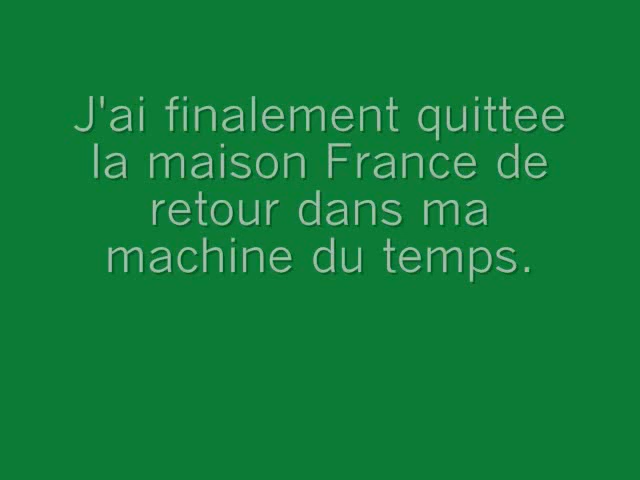 J'ai finalement quittee
la maison France de
retour dans ma
machine du temps.